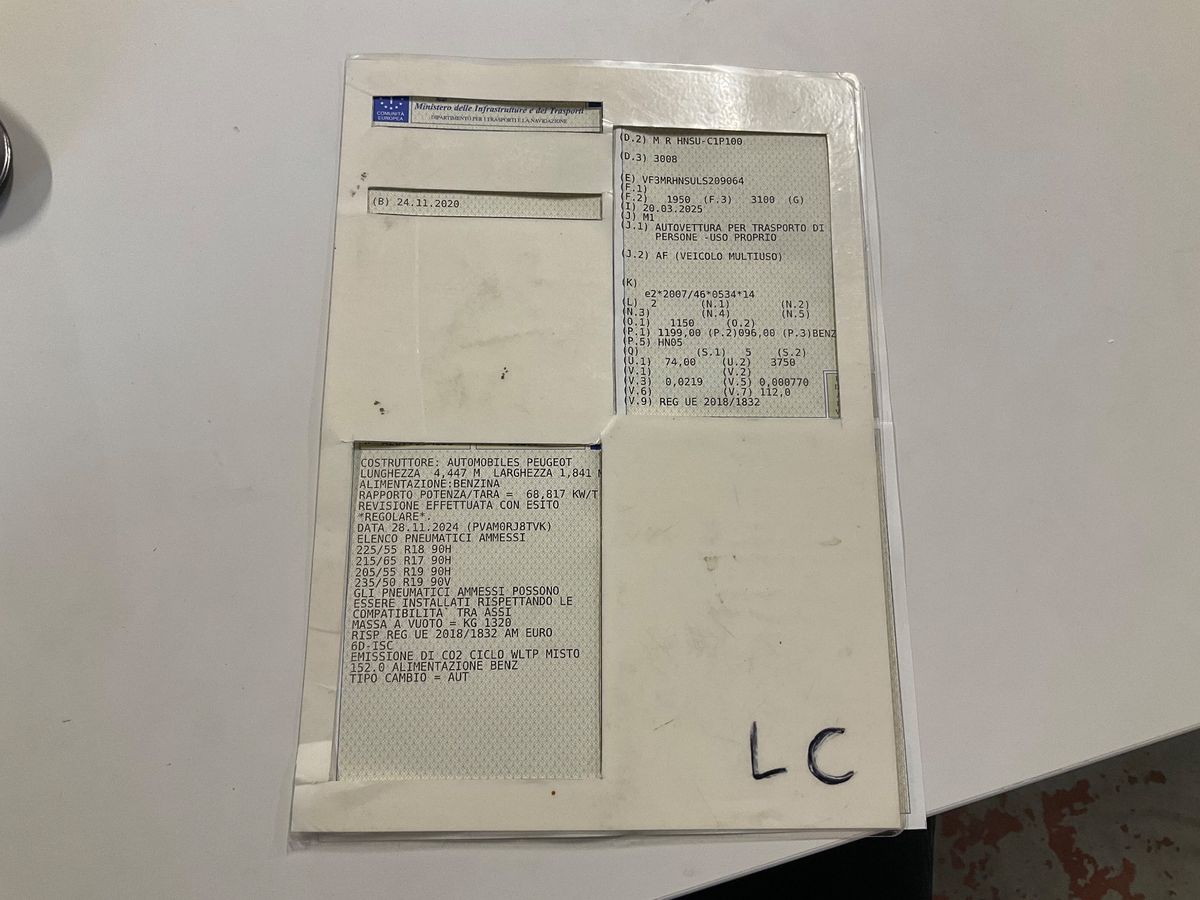 COMUNITÀ
EUROPEA
Ministero delle Infrastrutture e dei Trasporti
DIPARTIMENTO PER I TRASPORTI E LA NAVIGAZIONE
(B) 24.11.2020
(D.2) M R HNSU-C1P100
(D.3) 3008
(E) VF3MRHNSULS209064
(F.1)
(F.2) 1950 (F.3) 3100 (G)
(I) 20.03.2025
(J) M1
(J.1) AUTOVETTURA PER TRASPORTO DI
PERSONE -USO PROPRIO
(J.2) AF (VEICOLO MULTIUSO)
(K)
e2*2007/46*0534*14
(L) 2 (N.1) (N.2)
(N.3) (N.4) (N.5)
(O.1) 1150 (O.2)
(P.1) 1199,00 (P.2)096,00 (P.3)BENZ
(P.5) HN05
(Q) (S.1) 5 (S.2)
(U.1) 74,00 (U.2) 3750
(V.1) (V.2)
(V.3) 0,0219 (V.5) 0,000770
(V.6) (V.7) 112,0
(V.9) REG UE 2018/1832
COSTRUTTORE: AUTOMOBILES PEUGEOT
LUNGHEZZA 4,447 M LARGHEZZA 1,841 M
ALIMENTAZIONE:BENZINA
RAPPORTO POTENZA/TARA = 68,817 KW/T
REVISIONE EFFETTUATA CON ESITO
*REGOLARE*.
DATA 28.11.2024 (PVAM0RJ8TVK)
ELENCO PNEUMATICI AMMESSI
225/55 R18 90H
215/65 R17 90H
205/55 R19 90H
235/50 R19 90V
GLI PNEUMATICI AMMESSI POSSONO
ESSERE INSTALLATI RISPETTANDO LE
COMPATIBILITA` TRA ASSI
MASSA A VUOTO = KG 1320
RISP REG UE 2018/1832 AM EURO
6D-ISC
EMISSIONE DI CO2 CICLO WLTP MISTO
152.0 ALIMENTAZIONE BENZ
TIPO CAMBIO = AUT
LC